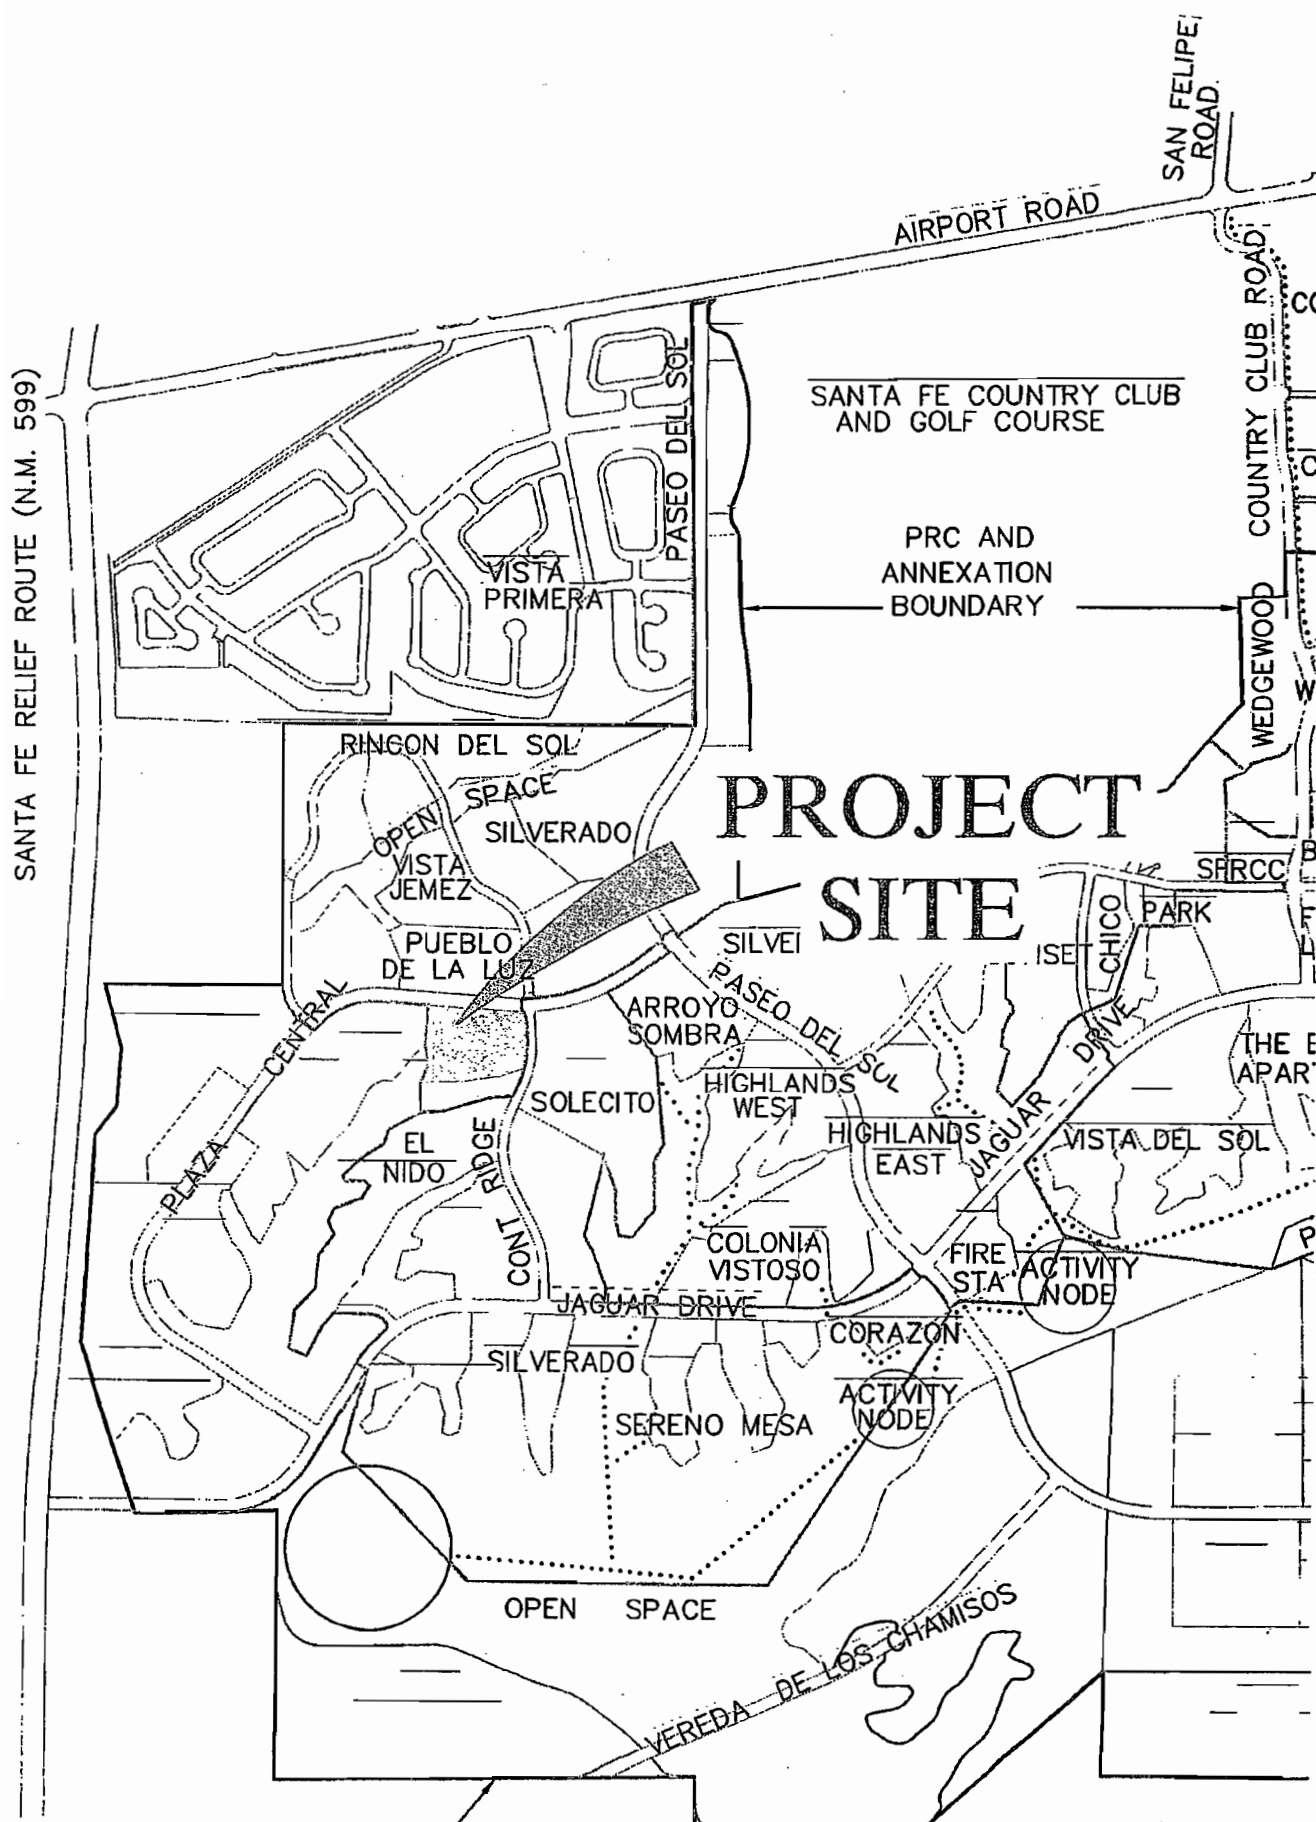 SAN FELIPE
ROAD.
AIRPORT ROAD
COUNTRY CLUB ROAD
SANTA FE RELIEF ROUTE (N.M. 599)
PASEO DEL SOL
SANTA FE COUNTRY CLUB
AND GOLF COURSE
PRC AND
ANNEXATION
BOUNDARY
VISTA
PRIMERA
WEDGEWOOD
RINCON DEL SOL
OPEN SPACE
SILVERADO
VISTA
JEMEZ
PROJECT
SITE
SFRCC
PARK
CHICO
PUEBLO
DE LA LUZ
SILVEI
ISET
PLAZA CENTRAL
ARROYO
SOMBRA
PASEO DEL SOL
JAGUAR DRIVE
THE
APAR
HIGHLANDS
WEST
SOLECITO
EL
NIDO
CONT RIDGE
HIGHLANDS
EAST
VISTA DEL SOL
COLONIA
VISTOSO
FIRE
STA
ACTIVITY
NODE
JAGUAR DRIVE
CORAZON
SILVERADO
ACTIVITY
NODE
SERENO MESA
OPEN SPACE
VEREDA DE LOS CHAMISOS